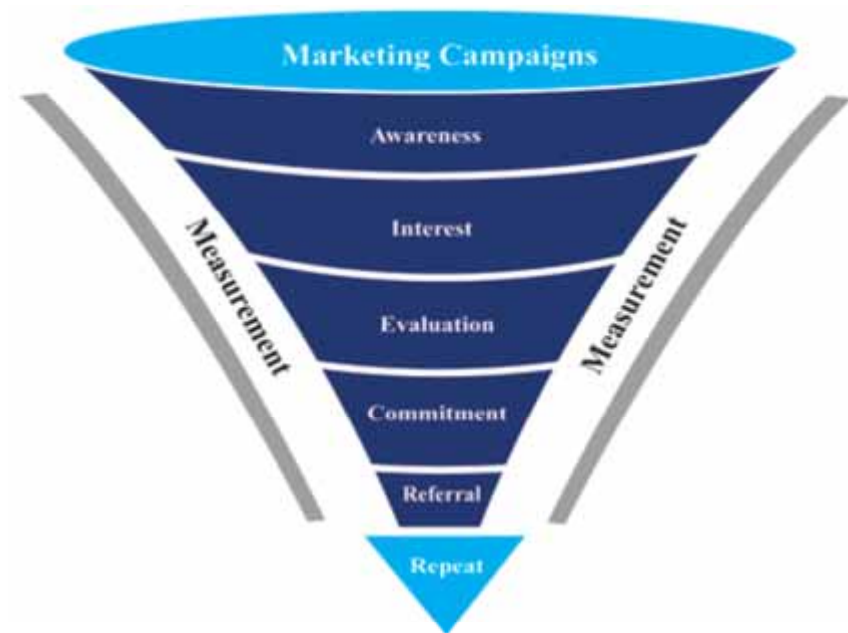 Marketing Campaigns
Awareness
Interest
Measurement
Measurement
Evaluation
Commitment
Referral
Repeat